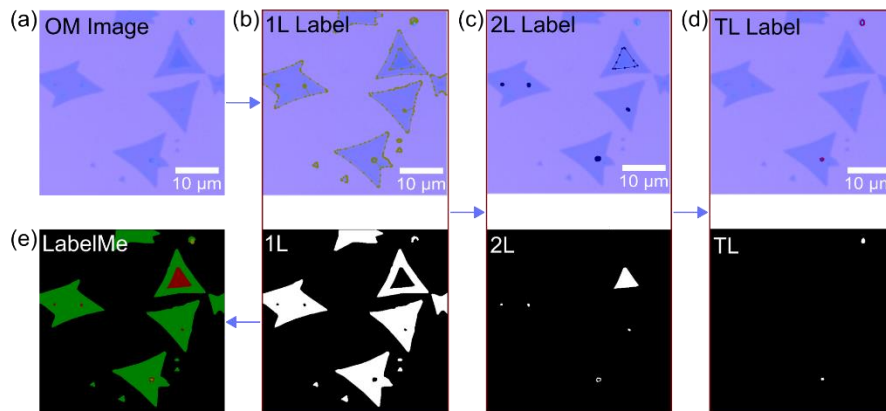 (a) OM Image
(b) 1L Label
(c) 2L Label
(d) TL Label
10 μm
10 μm
10 μm
10 μm
(e) LabelMe
1L
2L
TL